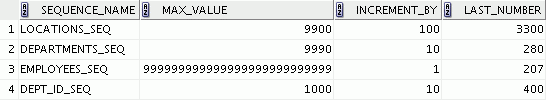 SEQUENCE_NAME MAX_VALUE INCREMENT_BY LAST_NUMBER
1 LOCATIONS_SEQ 9900 100 3300
2 DEPARTMENTS_SEQ 9990 10 280
3 EMPLOYEES_SEQ 9999999999999999999999999999 1 207
4 DEPT_ID_SEQ 1000 10 400